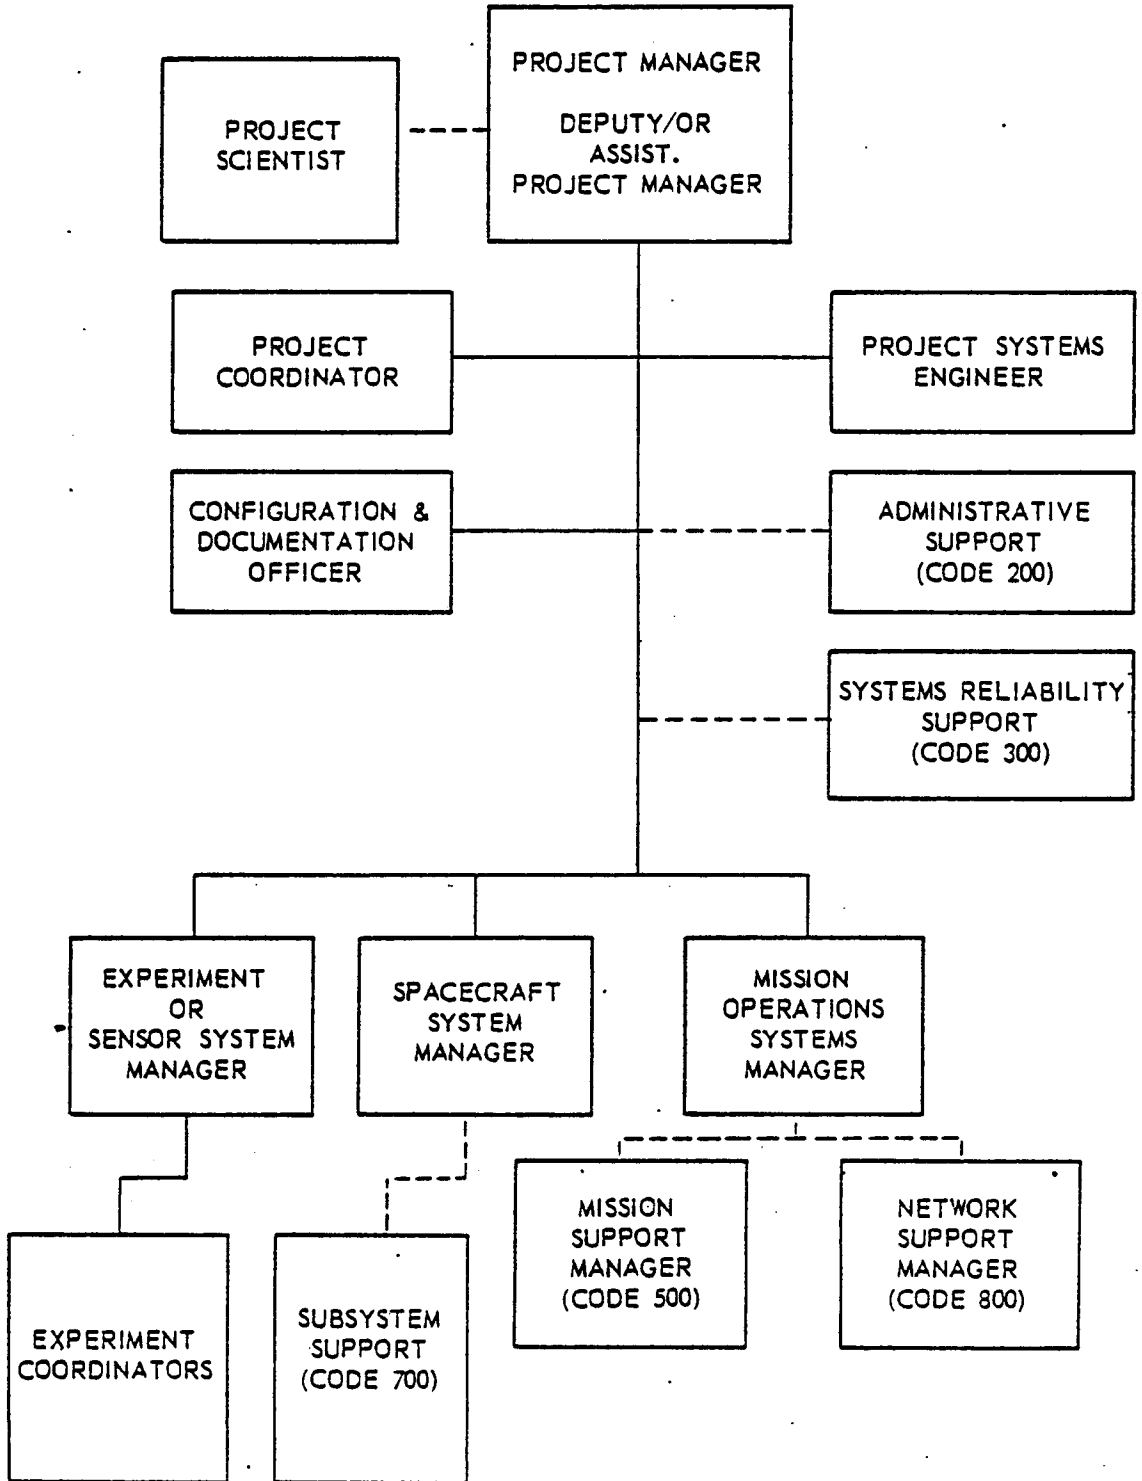 PROJECT MANAGER
DEPUTY/OR
ASSIST.
PROJECT MANAGER
PROJECT
SCIENTIST
PROJECT
COORDINATOR
PROJECT SYSTEMS
ENGINEER
CONFIGURATION &
DOCUMENTATION
OFFICER
ADMINISTRATIVE
SUPPORT
(CODE 200)
SYSTEMS RELIABILITY
SUPPORT
(CODE 300)
EXPERIMENT
OR
SENSOR SYSTEM
MANAGER
SPACECRAFT
SYSTEM
MANAGER
MISSION
OPERATIONS
SYSTEMS
MANAGER
EXPERIMENT
COORDINATORS
SUBSYSTEM
SUPPORT
(CODE 700)
MISSION
SUPPORT
MANAGER
(CODE 500)
NETWORK
SUPPORT
MANAGER
(CODE 800)